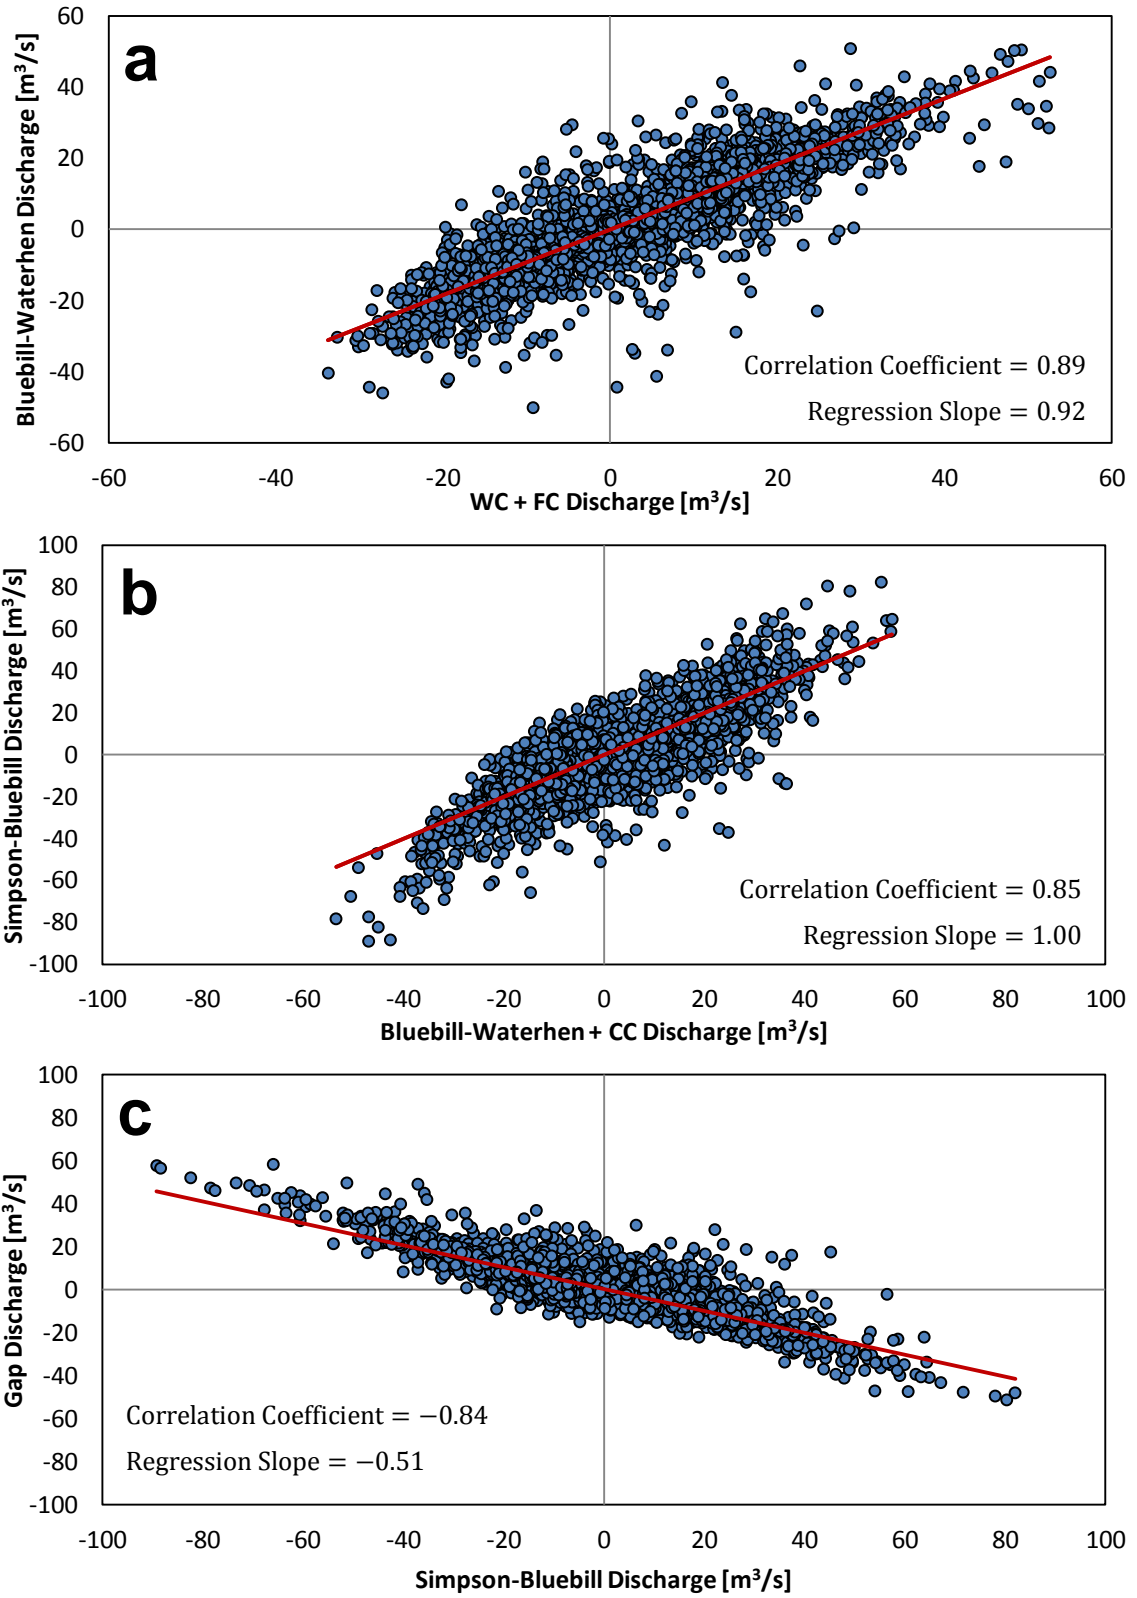 a
Bluebill-Waterhen Discharge [m³/s]
60
40
20
0
-20
-40
-60
Correlation Coefficient = 0.89
Regression Slope = 0.92
-60 -40 -20 0 20 40 60
WC + FC Discharge [m³/s]
b
Simpson-Bluebill Discharge [m³/s]
100
80
60
40
20
0
-20
-40
-60
-80
-100
Correlation Coefficient = 0.85
Regression Slope = 1.00
-100 -80 -60 -40 -20 0 20 40 60 80 100
Bluebill-Waterhen + CC Discharge [m³/s]
c
Gap Discharge [m³/s]
100
80
60
40
20
0
-20
-40
-60
-80
-100
Correlation Coefficient = −0.84
Regression Slope = −0.51
-100 -80 -60 -40 -20 0 20 40 60 80 100
Simpson-Bluebill Discharge [m³/s]